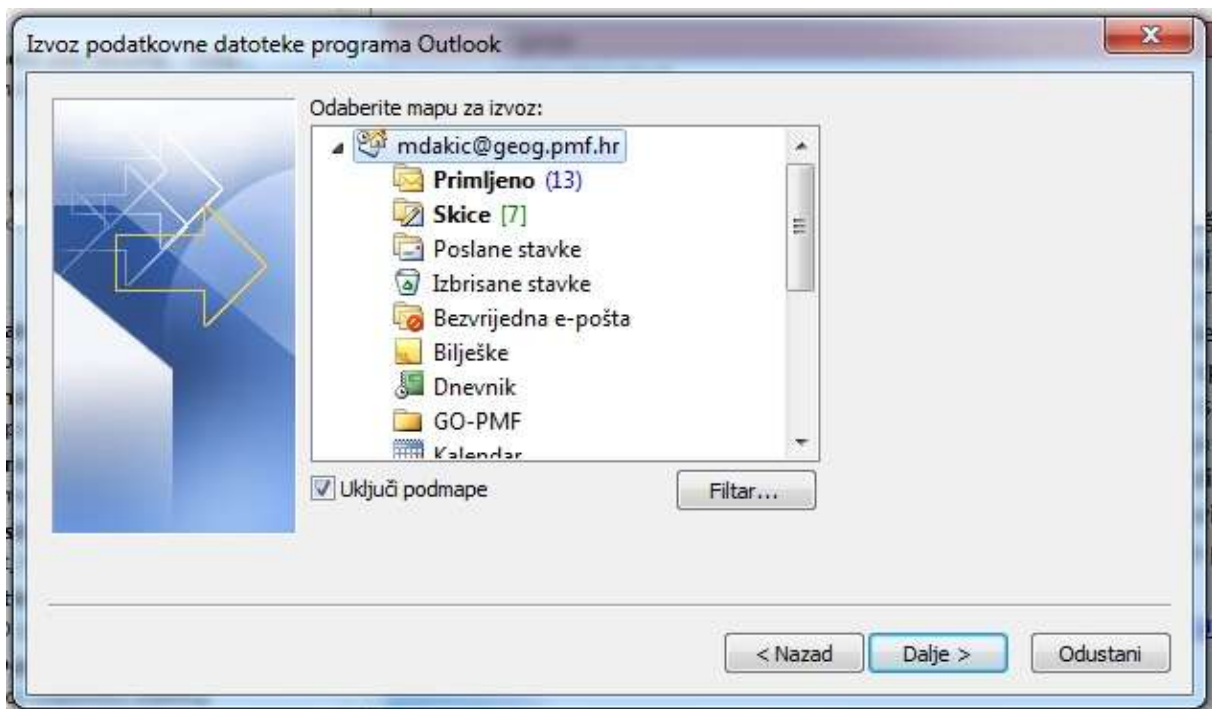 Izvoz podatkovne datoteke programa Outlook
Odaberite mapu za izvoz:
mdakic@geog.pmf.hr
Primljeno (13)
Skice [7]
Poslane stavke
Izbrisane stavke
Bezvrijedna e-pošta
Bilješke
Dnevnik
GO-PMF
Kalendar
Uključi podmape
Filtar...
< Nazad
Dalje >
Odustani